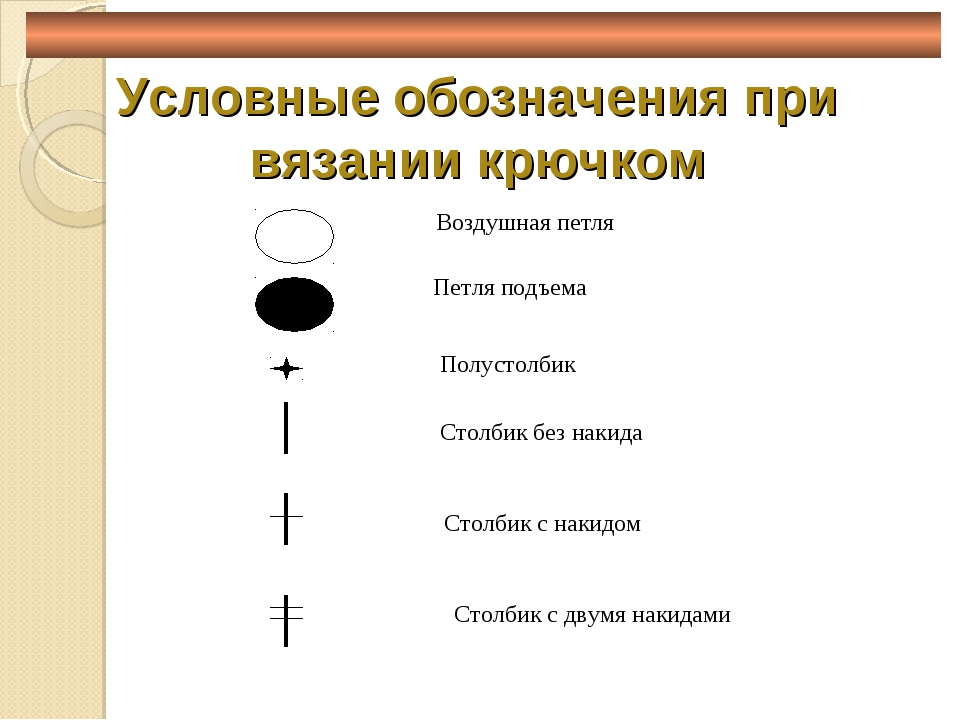 Условные обозначения при
вязании крючком
Воздушная петля
Петля подъема
Полустолбик
Столбик без накида
Столбик с накидом
Столбик с двумя накидами